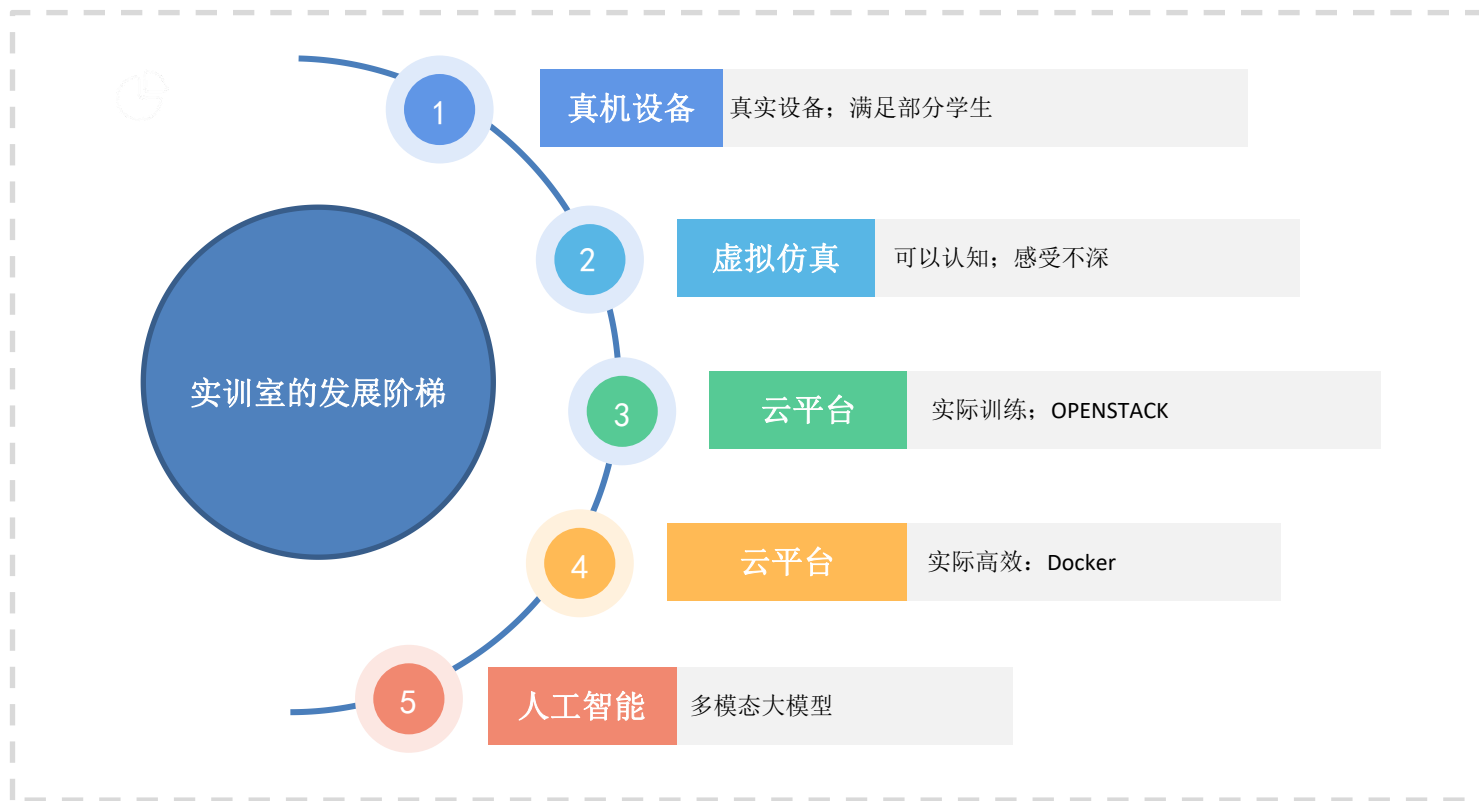 实训室的发展阶梯
1
真机设备
真实设备；满足部分学生
2
虚拟仿真
可以认知；感受不深
3
云平台
实际训练；OPENSTACK
4
云平台
实际高效：Docker
5
人工智能
多模态大模型